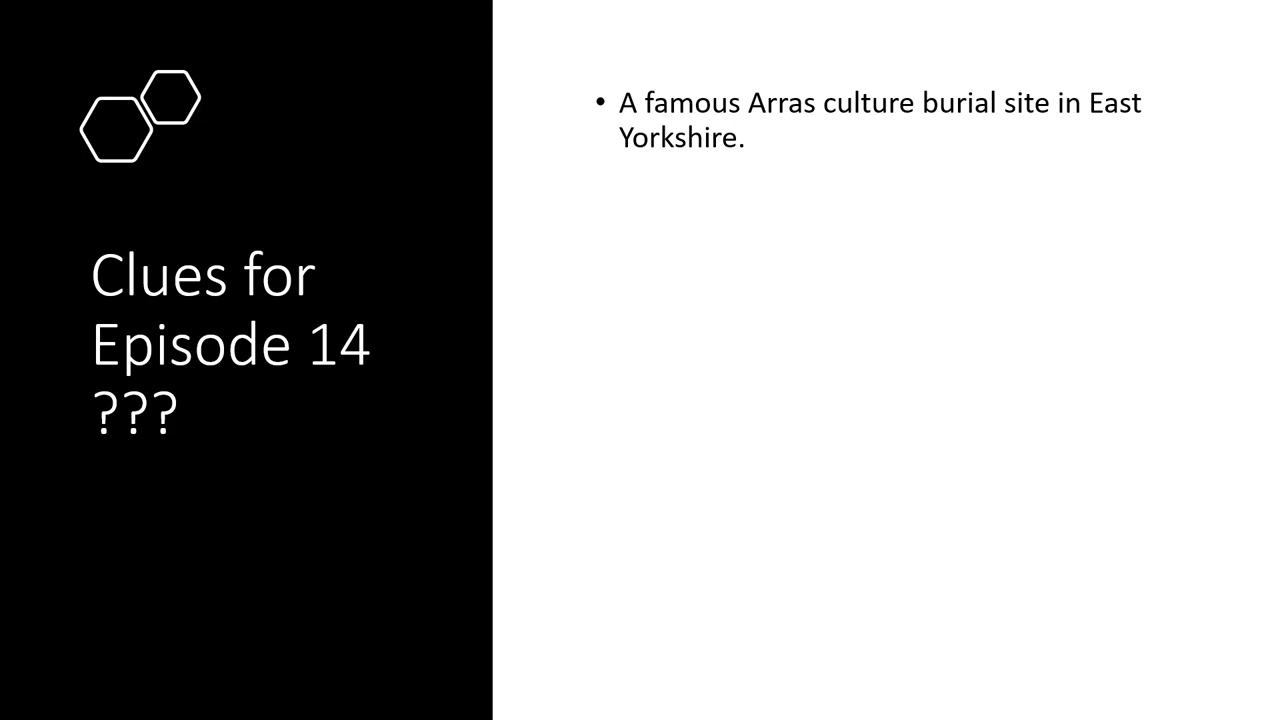 Clues for
Episode 14
???
• A famous Arras culture burial site in East
Yorkshire.